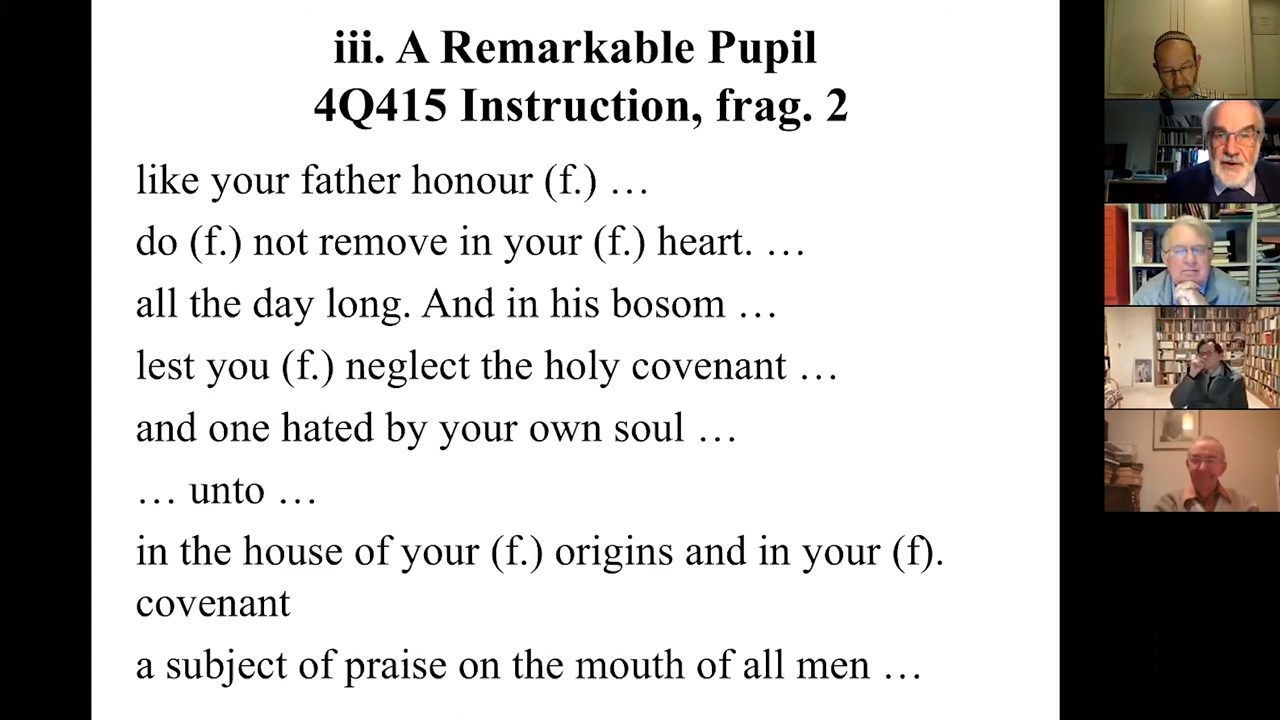 iii. A Remarkable Pupil
4Q415 Instruction, frag. 2
like your father honour (f.) …
do (f.) not remove in your (f.) heart. …
all the day long. And in his bosom …
lest you (f.) neglect the holy covenant …
and one hated by your own soul …
… unto …
in the house of your (f.) origins and in your (f).
covenant
a subject of praise on the mouth of all men …